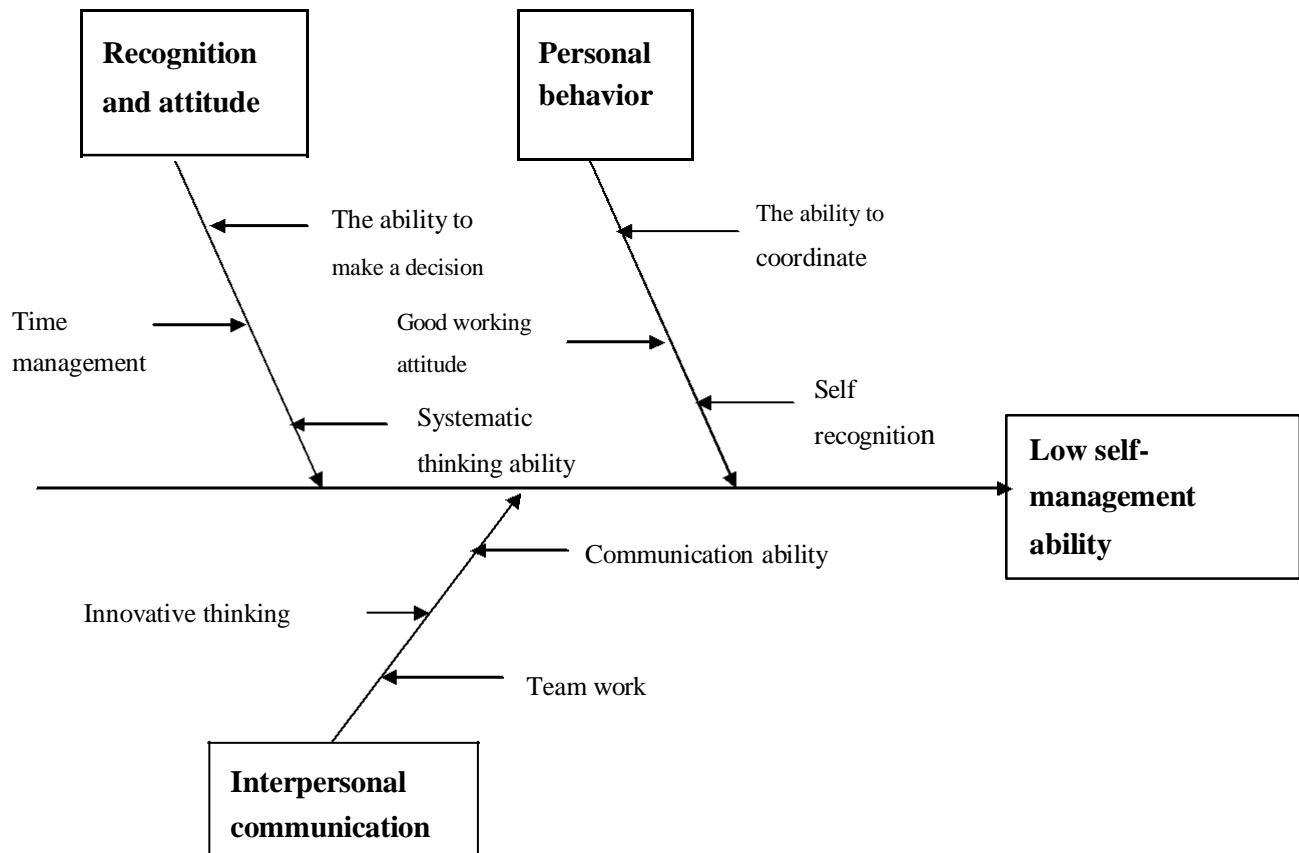 Recognition
and attitude
Personal
behavior
The ability to
make a decision
The ability to
coordinate
Time
management
Good working
attitude
Systematic
thinking ability
Self
recognition
Low self-
management
ability
Communication ability
Innovative thinking
Team work
Interpersonal
communication